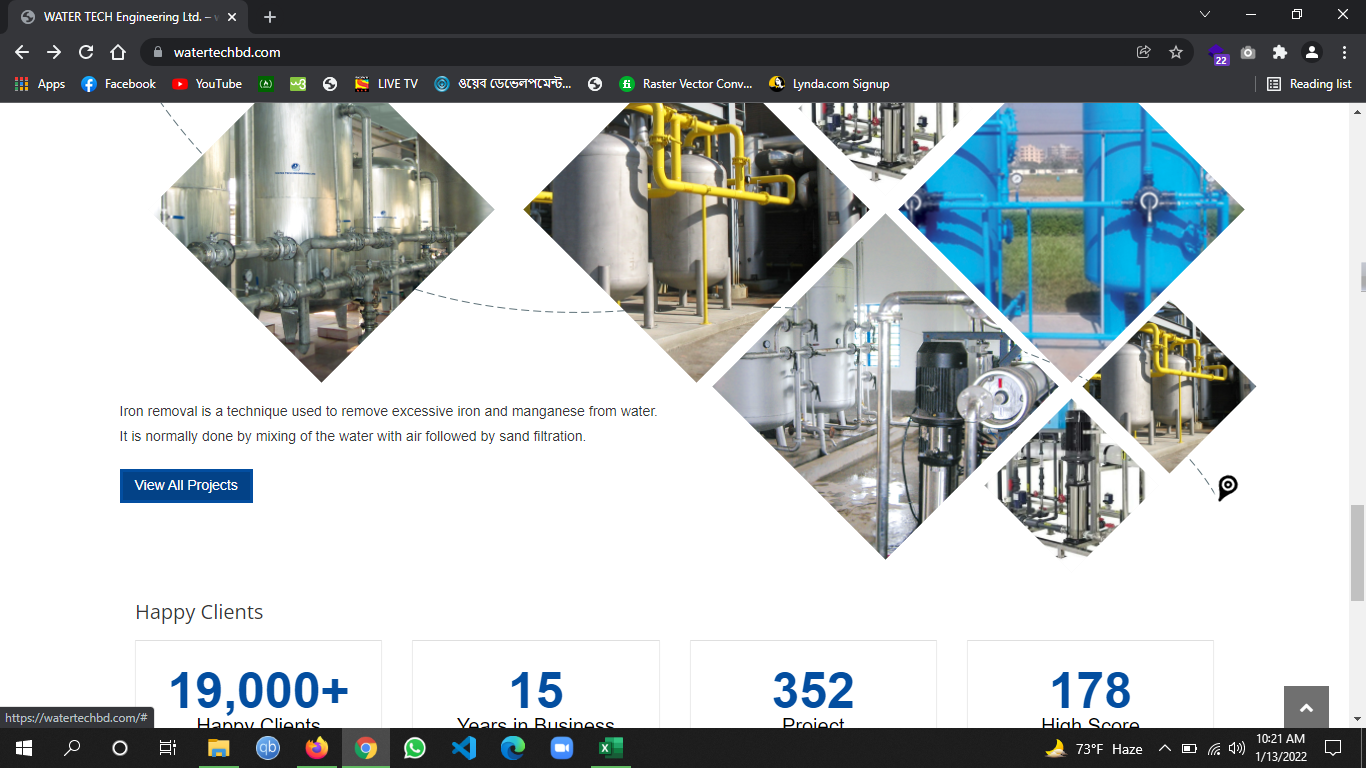 WATER TECH Engineering Ltd. –
watertechbd.com
22
Apps
Facebook
YouTube
LIVE TV
ওয়েব ডেভেলপমেন্ট...
Raster Vector Conv...
Lynda.com Signup
Reading list
Iron removal is a technique used to remove excessive iron and manganese from water.
It is normally done by mixing of the water with air followed by sand filtration.
View All Projects
Happy Clients
19,000+
Happy Clients
15
Years in Business
352
Project
178
High Score
https://watertechbd.com/#
73°F Haze
10:21 AM
1/13/2022